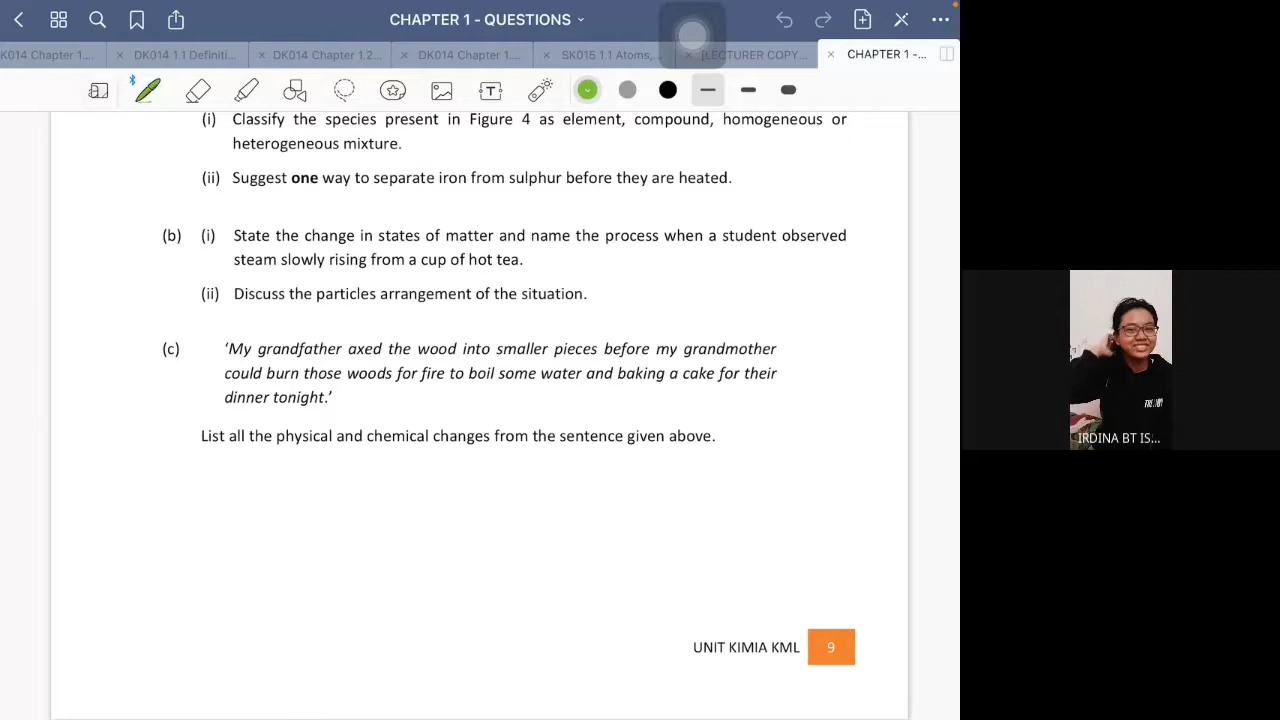 CHAPTER 1 - QUESTIONS
K014 Chapter 1....
DK014 1.1 Definiti...
DK014 Chapter 1.2...
DK014 Chapter 1....
SK015 1.1 Atoms,...
[LECTURER COPY...
CHAPTER 1 -...
(i) Classify the species present in Figure 4 as element, compound, homogeneous or
heterogeneous mixture.
(ii) Suggest one way to separate iron from sulphur before they are heated.
(b) (i) State the change in states of matter and name the process when a student observed
steam slowly rising from a cup of hot tea.
(ii) Discuss the particles arrangement of the situation.
(c) ‘My grandfather axed the wood into smaller pieces before my grandmother
could burn those woods for fire to boil some water and baking a cake for their
dinner tonight.’
List all the physical and chemical changes from the sentence given above.
UNIT KIMIA KML 9
IRDINA BT IS...